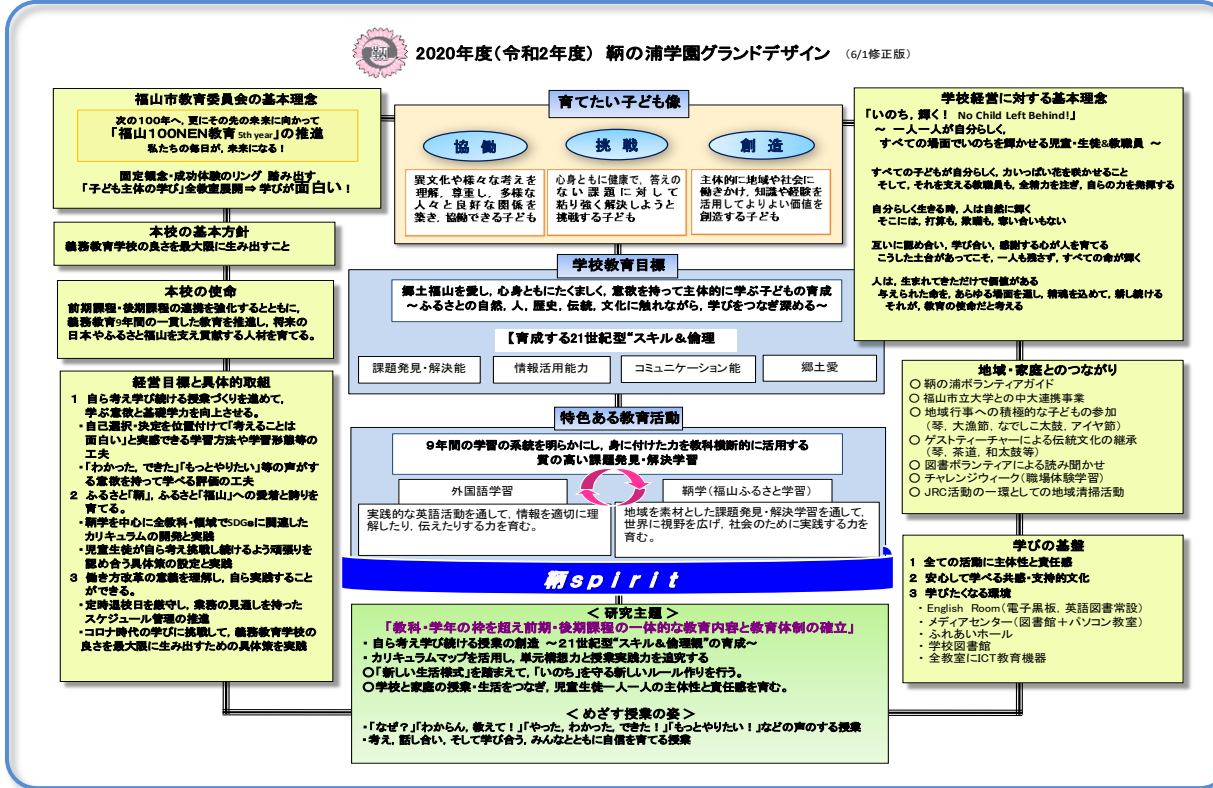 鞆
2020年度(令和2年度) 鞆の浦学園グランドデザイン (6/1修正版)
福山市教育委員会の基本理念
次の100年へ, 更にその先の未来に向かって
「福山100NEN教育 5th year」の推進
私たちの毎日が, 未来になる！
固定観念・成功体験のリング 踏み出す
「子ども主体の学び」全教室展開⇒学びが面白い！
本校の基本方針
義務教育学校の良さを最大限に生み出すこと
本校の使命
前期課程・後期課程の連携を強化するとともに,
義務教育9年間の一貫した教育を推進し, 将来の
日本やふるさと福山を支え貢献する人材を育てる。
経営目標と具体的取組
1 自ら考え学び続ける授業づくりを進めて,
学ぶ意欲と基礎学力を向上させる。
・自己選択・決定を位置付けて「考えることは
面白い」と実感できる学習方法や学習形態等の
工夫
・「わかった, できた」「もっとやりたい」等の声がす
る意欲を持って学べる評価の工夫
2 ふるさと「鞆」, ふるさと「福山」への愛着と誇りを
育てる。
・鞆学を中心に全教科・領域でSDGsに関連した
カリキュラムの開発と実践
・児童生徒が自ら考え挑戦し続けるよう頑張りを
認め合う具体策の設定と実践
3 働き方改革の意義を理解し, 自ら実践すること
ができる。
・定時退校日を厳守し, 業務の見通しを持った
スケジュール管理の推進
・コロナ時代の学びに挑戦して, 義務教育学校の
良さを最大限に生み出すための具体策を実践
育てたい子ども像
協 働
挑 戦
創 造
異文化や様々な考えを
理解, 尊重し, 多様な
人々と良好な関係を
築き, 協働できる子ども
心身ともに健康で, 答えの
ない課題に対して
粘り強く解決しようと
挑戦する子ども
主体的に地域や社会に
働きかけ, 知識や経験を
活用してよりよい価値を
創造する子ども
学校教育目標
郷土福山を愛し, 心身ともにたくましく, 意欲を持って主体的に学ぶ子どもの育成
～ふるさとの自然, 人, 歴史, 伝統, 文化に触れながら, 学びをつなぎ深める～
【育成する21世紀型“スキル＆倫理
課題発見・解決能
情報活用能力
コミュニケーション能
郷土愛
特色ある教育活動
9年間の学習の系統を明らかにし, 身に付けた力を教科横断的に活用する
質の高い課題発見・解決学習
外国語学習
鞆学(福山ふるさと学習)
実践的な英語活動を通して, 情報を適切に理
解したり, 伝えたりする力を育む。
地域を素材とした課題発見・解決学習を通して,
世界に視野を広げ, 社会のために実践する力を
育む。
鞆spirit
＜ 研究主題 ＞
「教科・学年の枠を超え前期・後期課程の一体的な教育内容と教育体制の確立」
・自ら考え学び続ける授業の創造 ～21世紀型“スキル＆倫理観”の育成～
・カリキュラムマップを活用し, 単元構想力と授業実践力を追究する
○「新しい生活様式」を踏まえて, 「いのち」を守る新しいルール作りを行う。
○学校と家庭の授業・生活をつなぎ, 児童生徒一人一人の主体性と責任感を育む。
＜ めざす授業の姿 ＞
・「なぜ？」「わからん, 教えて！」「やった, わかった, できた！」「もっとやりたい！」などの声のする授業
・考え, 話し合い, そして学び合う, みんなとともに自信を育てる授業
学校経営に対する基本理念
「いのち, 輝く！ No Child Left Behind!」
～ 一人一人が自分らしく,
すべての場面でいのちを輝かせる児童・生徒&教職員 ～
すべての子どもが自分らしく, 力いっぱい花を咲かせること
そして, それを支える教職員も, 全精力を注ぎ, 自らの力を発揮する
自分らしく生きる時, 人は自然に輝く
そこには, 打算も, 欺瞞も, 奪い合いもない
互いに認め合い, 学び合い, 感謝する心が人を育てる
こうした土台があってこそ, 一人も残さず, すべての命が輝く
人は, 生まれてきただけで価値がある
与えられた命を, あらゆる場面を通し, 精魂を込めて, 耕し続ける
それが, 教育の使命だと考える
地域・家庭とのつながり
○ 鞆の浦ボランティアガイド
○ 福山市立大学との中大連携事業
○ 地域行事への積極的な子どもの参加
(琴, 大漁節, なでしこ太鼓, アイヤ節)
○ ゲストティーチャーによる伝統文化の継承
(琴, 茶道, 和太鼓等)
○ 図書ボランティアによる読み聞かせ
○ チャレンジウィーク(職場体験学習)
○ JRC活動の一環としての地域清掃活動
学びの基盤
1 全ての活動に主体性と責任感
2 安心して学べる共感・支持的文化
3 学びたくなる環境
・English Room(電子黒板, 英語図書常設)
・メディアセンター(図書館＋パソコン教室)
・ふれあいホール
・学校図書館
・全教室にICT教育機器